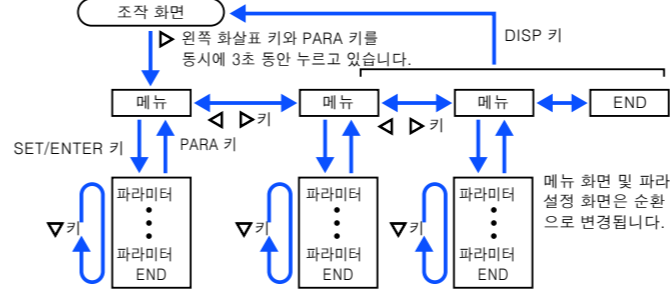 조작 화면
왼쪽 화살표 키와 PARA 키를
동시에 3초 동안 누르고 있습니다.
DISP 키
메뉴
메뉴
메뉴
END
키
키
SET/ENTER 키
PARA 키
파라미터
파라미터
END
키
파라미터
파라미터
END
키
파라미터
파라미터
END
키
메뉴 화면 및 파라
설정 화면은 순환
으로 변경됩니다.